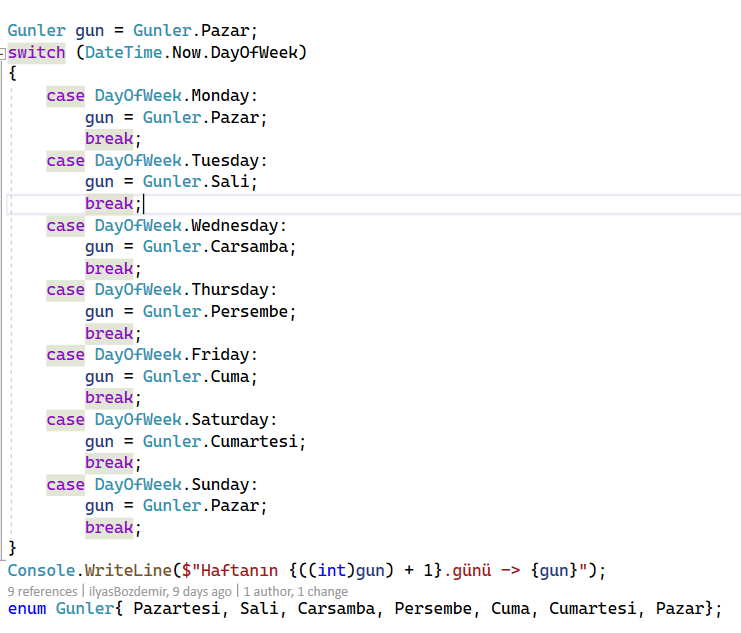 Gunler gun = Gunler.Pazar;
switch (DateTime.Now.DayOfWeek)
{
case DayOfWeek.Monday:
gun = Gunler.Pazar;
break;
case DayOfWeek.Tuesday:
gun = Gunler.Sali;
break;
case DayOfWeek.Wednesday:
gun = Gunler.Carsamba;
break;
case DayOfWeek.Thursday:
gun = Gunler.Persembe;
break;
case DayOfWeek.Friday:
gun = Gunler.Cuma;
break;
case DayOfWeek.Saturday:
gun = Gunler.Cumartesi;
break;
case DayOfWeek.Sunday:
gun = Gunler.Pazar;
break;
}
Console.WriteLine($"Haftanın {((int)gun) + 1}.günü -> {gun}");
9 references | ilyasBozdemir, 9 days ago | 1 author, 1 change
enum Gunler{ Pazartesi, Sali, Carsamba, Persembe, Cuma, Cumartesi, Pazar};